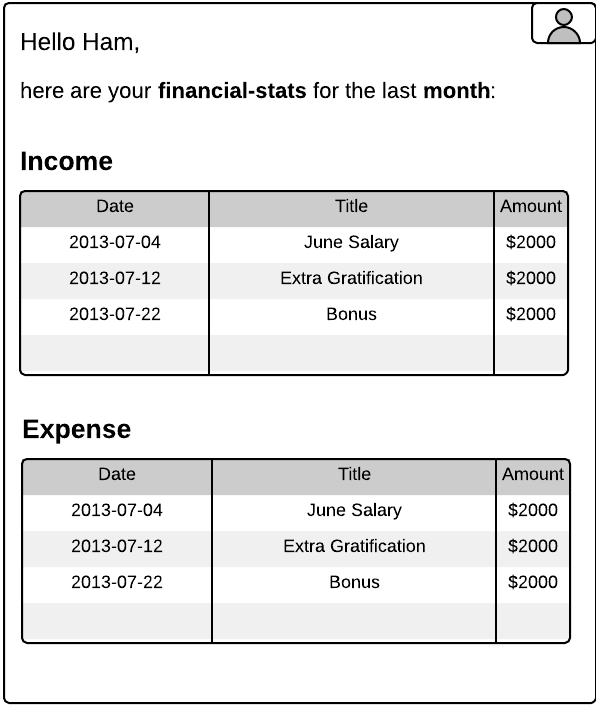 Hello Ham,
here are your financial-stats for the last month:
Income
Date Title Amount
2013-07-04 June Salary $2000
2013-07-12 Extra Gratification $2000
2013-07-22 Bonus $2000
Expense
Date Title Amount
2013-07-04 June Salary $2000
2013-07-12 Extra Gratification $2000
2013-07-22 Bonus $2000